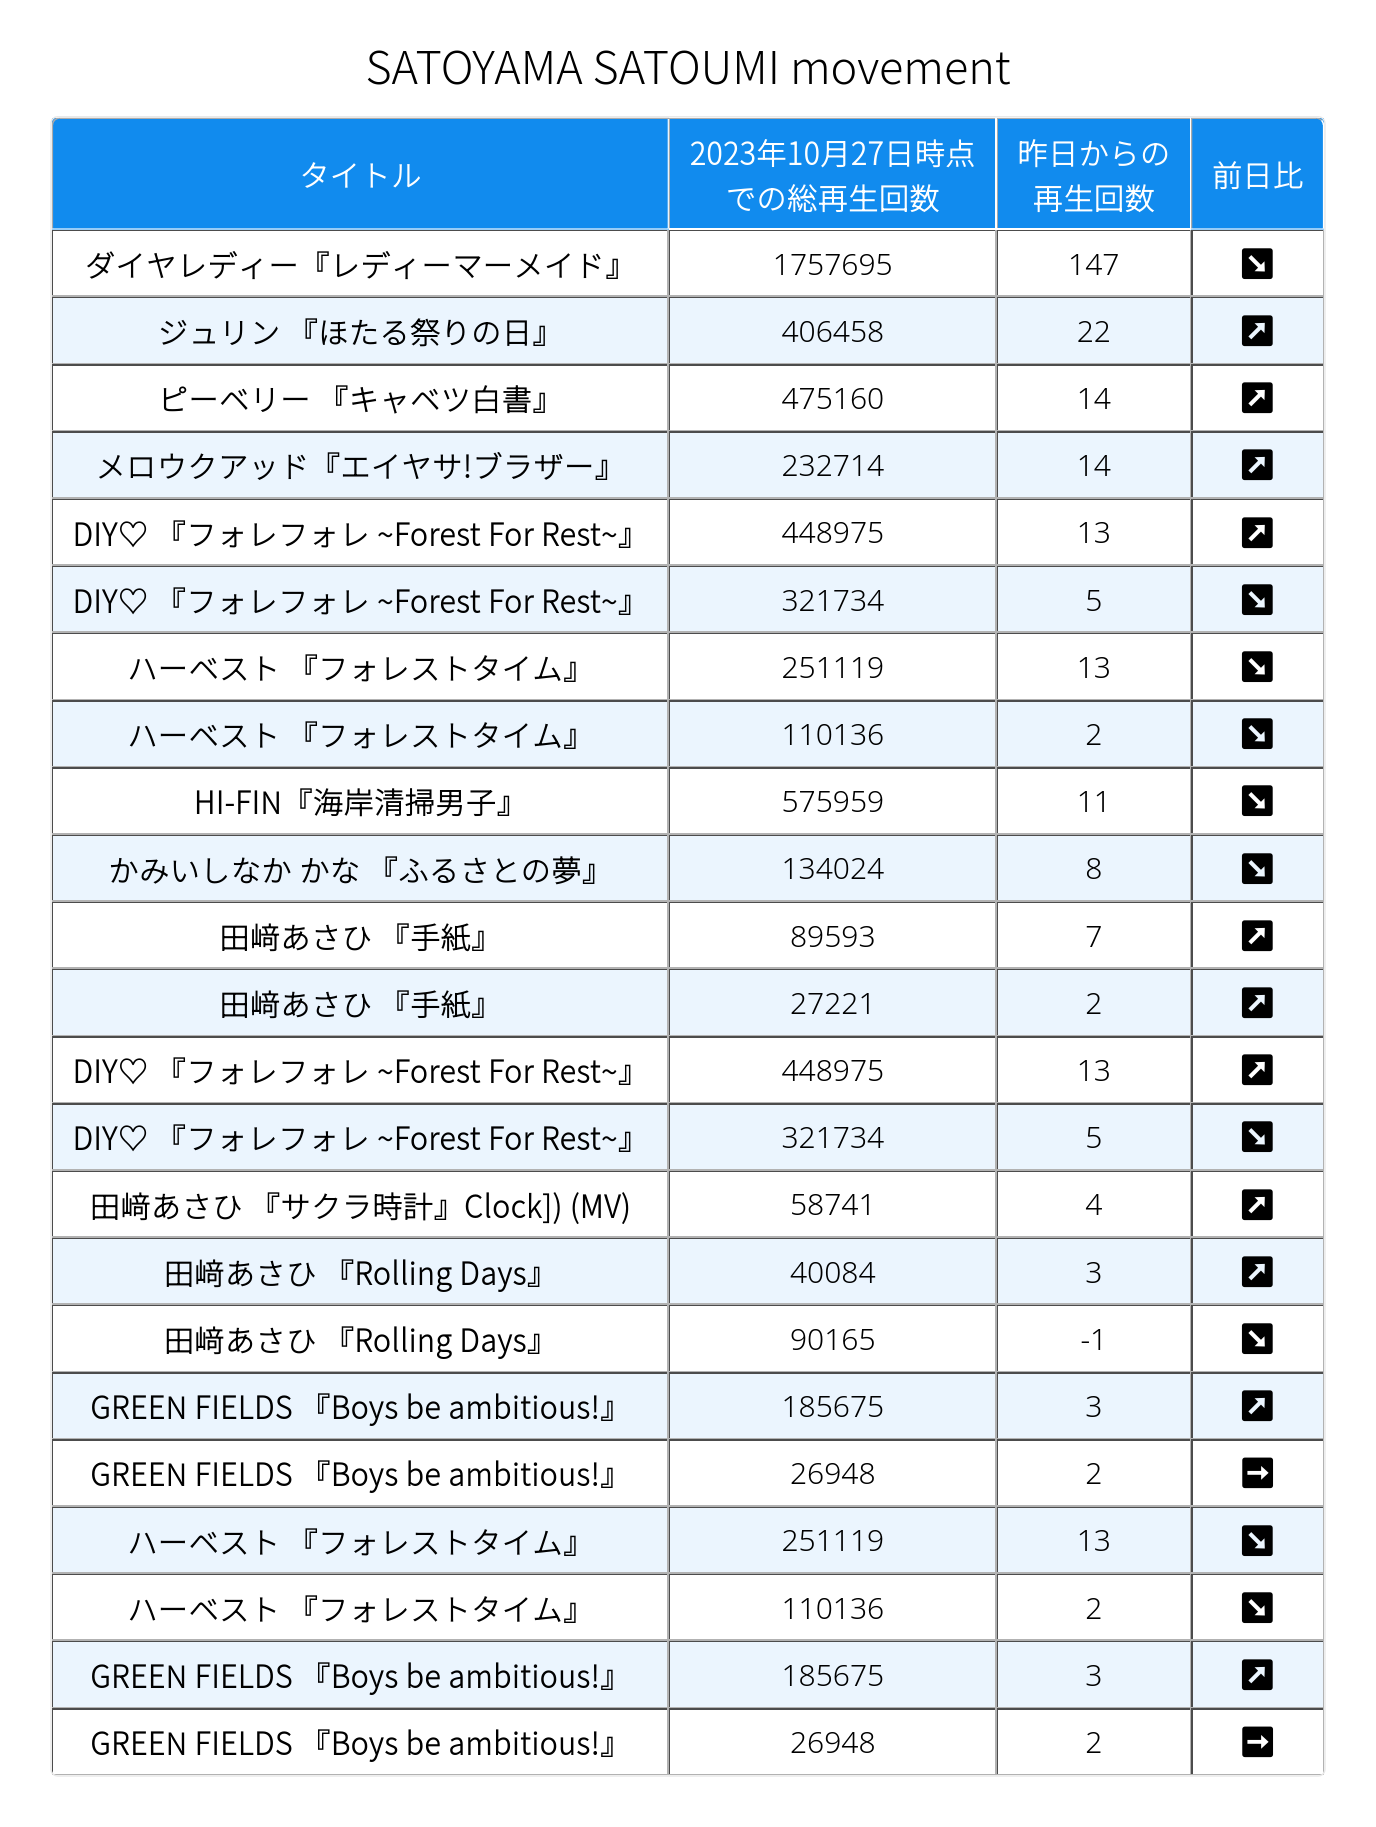 SATOYAMA SATOUMI movement
タイトル 2023年10月27日時点での総再生回数 昨日からの再生回数 前日比
ダイヤレディー『レディーマーメイド』 1757695 147 ↘
ジュリン 『ほたる祭りの日』 406458 22 ↗
ピーベリー 『キャベツ白書』 475160 14 ↗
メロウクアッド『エイヤサ!ブラザー』 232714 14 ↗
DIY♡ 『フォレフォレ ~Forest For Rest~』 448975 13 ↗
DIY♡ 『フォレフォレ ~Forest For Rest~』 321734 5 ↘
ハーベスト 『フォレストタイム』 251119 13 ↘
ハーベスト 『フォレストタイム』 110136 2 ↘
HI-FIN『海岸清掃男子』 575959 11 ↘
かみいしなか かな 『ふるさとの夢』 134024 8 ↘
田﨑あさひ 『手紙』 89593 7 ↗
田﨑あさひ 『手紙』 27221 2 ↗
DIY♡ 『フォレフォレ ~Forest For Rest~』 448975 13 ↗
DIY♡ 『フォレフォレ ~Forest For Rest~』 321734 5 ↘
田﨑あさひ 『サクラ時計』Clock]) (MV) 58741 4 ↗
田﨑あさひ 『Rolling Days』 40084 3 ↗
田﨑あさひ 『Rolling Days』 90165 -1 ↘
GREEN FIELDS 『Boys be ambitious!』 185675 3 ↗
GREEN FIELDS 『Boys be ambitious!』 26948 2 →
ハーベスト 『フォレストタイム』 251119 13 ↘
ハーベスト 『フォレストタイム』 110136 2 ↘
GREEN FIELDS 『Boys be ambitious!』 185675 3 ↗
GREEN FIELDS 『Boys be ambitious!』 26948 2 →